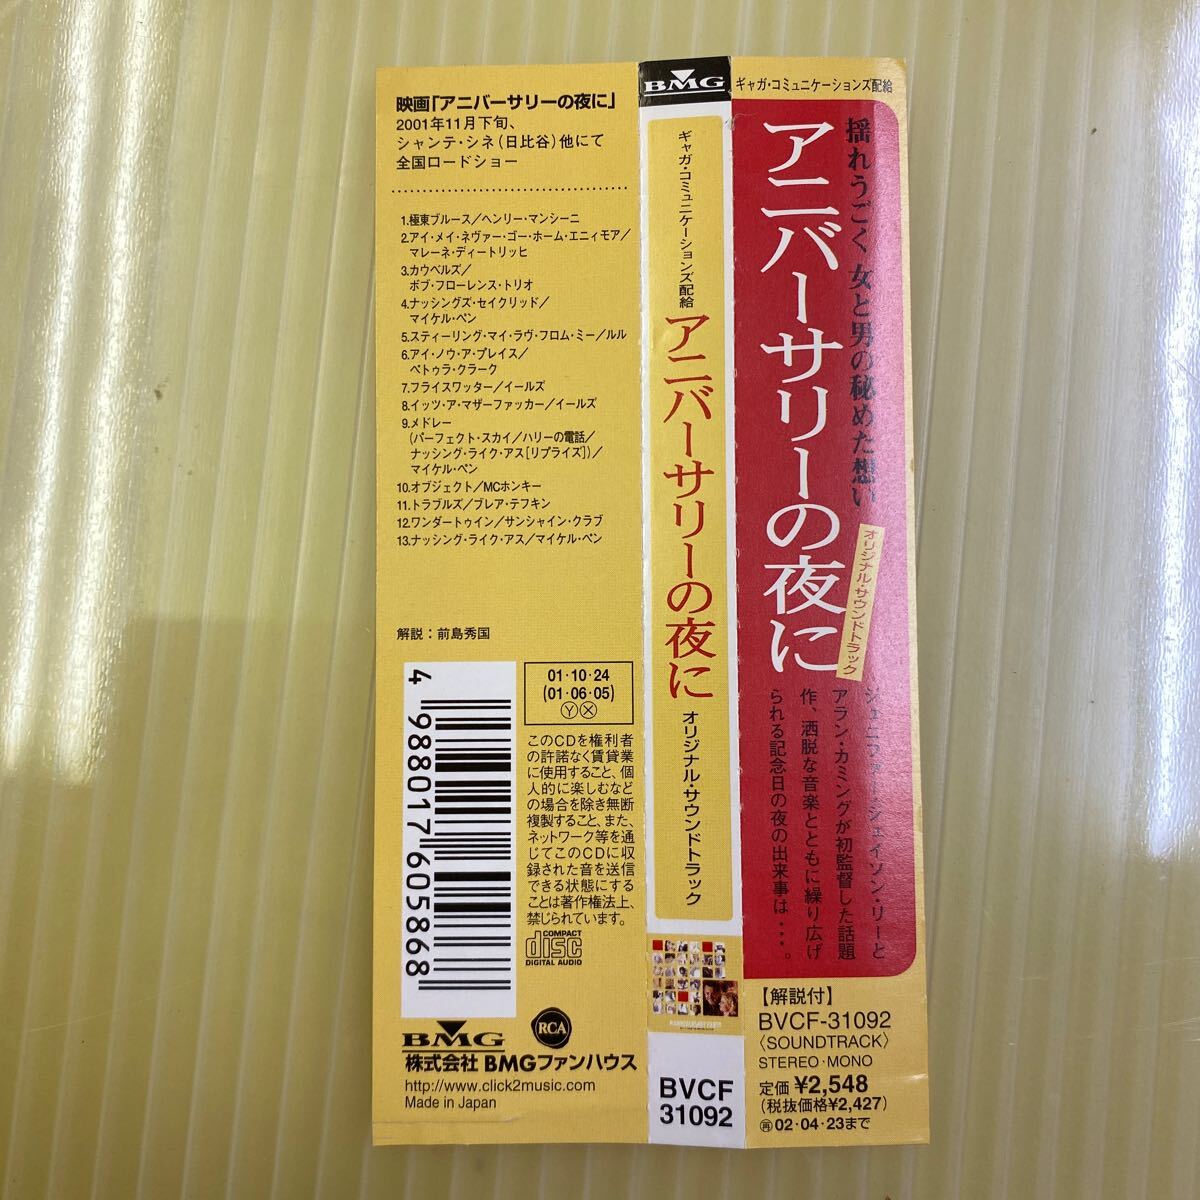 映画「アニバーサリーの夜に」
2001年11月下旬、
シャンテ・シネ(日比谷)他にて
全国ロードショー
1.極東ブルース/ヘンリー・マンシーニ
2.アイ・メイ・ネヴァー・ゴー・ホーム・エニィモア/
マレーネ・ディートリッヒ
3.カウベルズ/
ボブ・フローレンス・トリオ
4.ナッシングズ・セイクリッド/
マイケル・ペン
5.スティーリング・マイ・ラヴ・フロム・ミー/ルル
6.アイ・ノウ・ア・プレイス/
ペトゥラ・クラーク
7.フライスワッター/イールズ
8.イッツ・ア・マザーファッカー/イールズ
9.メドレー
(パーフェクト・スカイ/ハリーの電話/
ナッシング・ライク・アス[リプライズ])/
マイケル・ペン
10.オブジェクト/MCホンキー
11.トラブルズ/ブレア・テフキン
12.ワンダートゥイン/サンシャイン・クラブ
13.ナッシング・ライク・アス/マイケル・ペン
解説:前島秀国
4 988017 605868
01・10・24
(01・06・05)
Ⓨ Ⓧ
このCDを権利者
の許諾なく賃貸業
に使用すること、個
人的に楽しむなど
の場合を除き無断
複製すること、また、
ネットワーク等を通
じてこのCDに収
録された音を送信
できる状態にする
ことは著作権法上、
禁じられています。
COMPACT
disc
DIGITAL AUDIO
BMG
RCA
株式会社 BMGファンハウス
http://www.click2music.com
Made in Japan
BMG
ギャガ・コミュニケーションズ配給
アニバーサリーの夜に
オリジナル・サウンドトラック
BVCF
31092
ギャガ・コミュニケーションズ配給
揺れうごく女と男の秘めた想い
アニバーサリーの夜に
オリジナル・サウンドトラック
ジェニファー・ジェイソン・リーと
アラン・カミングが初監督した話題
作、洒脱な音楽とともに繰り広げ
られる記念日の夜の出来事は・・・。
【解説付】
BVCF-31092
〈SOUNDTRACK〉
STEREO・MONO
定価 ¥2,548
(税抜価格¥2,427)
㊢02・04・23まで